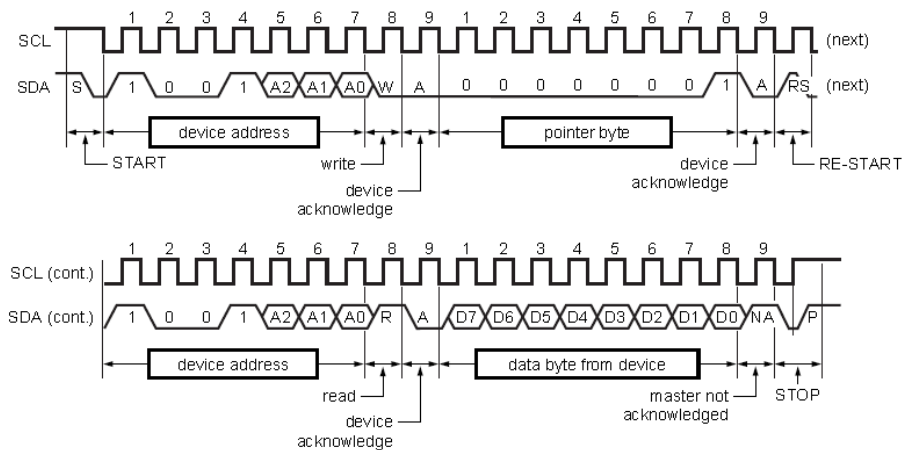 1 2 3 4 5 6 7 8 9 1 2 3 4 5 6 7 8 9
SCL (next)
SDA S 1 0 0 1 A2 A1 A0 W A 0 0 0 0 0 0 0 1 A RS (next)
device address pointer byte
START write device RE-START
device acknowledge
acknowledge
1 2 3 4 5 6 7 8 9 1 2 3 4 5 6 7 8 9
SCL (cont.)
SDA (cont.) 1 0 0 1 A2 A1 A0 R A D7 D6 D5 D4 D3 D2 D1 D0 NA P
device address data byte from device
read master not STOP
device acknowledged
acknowledge